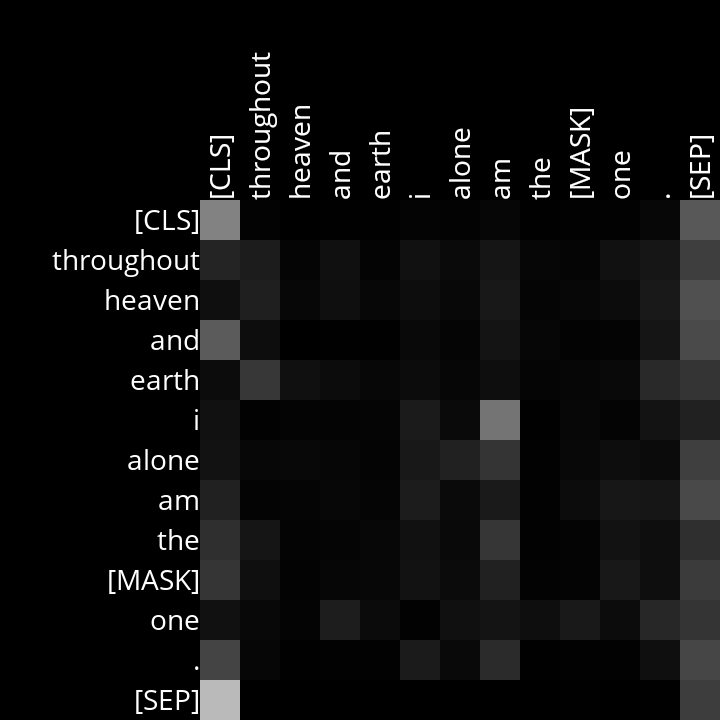 [CLS] throughout heaven and earth i alone am the [MASK] one . [SEP]
[CLS]
throughout
heaven
and
earth
i
alone
am
the
[MASK]
one
.
[SEP]